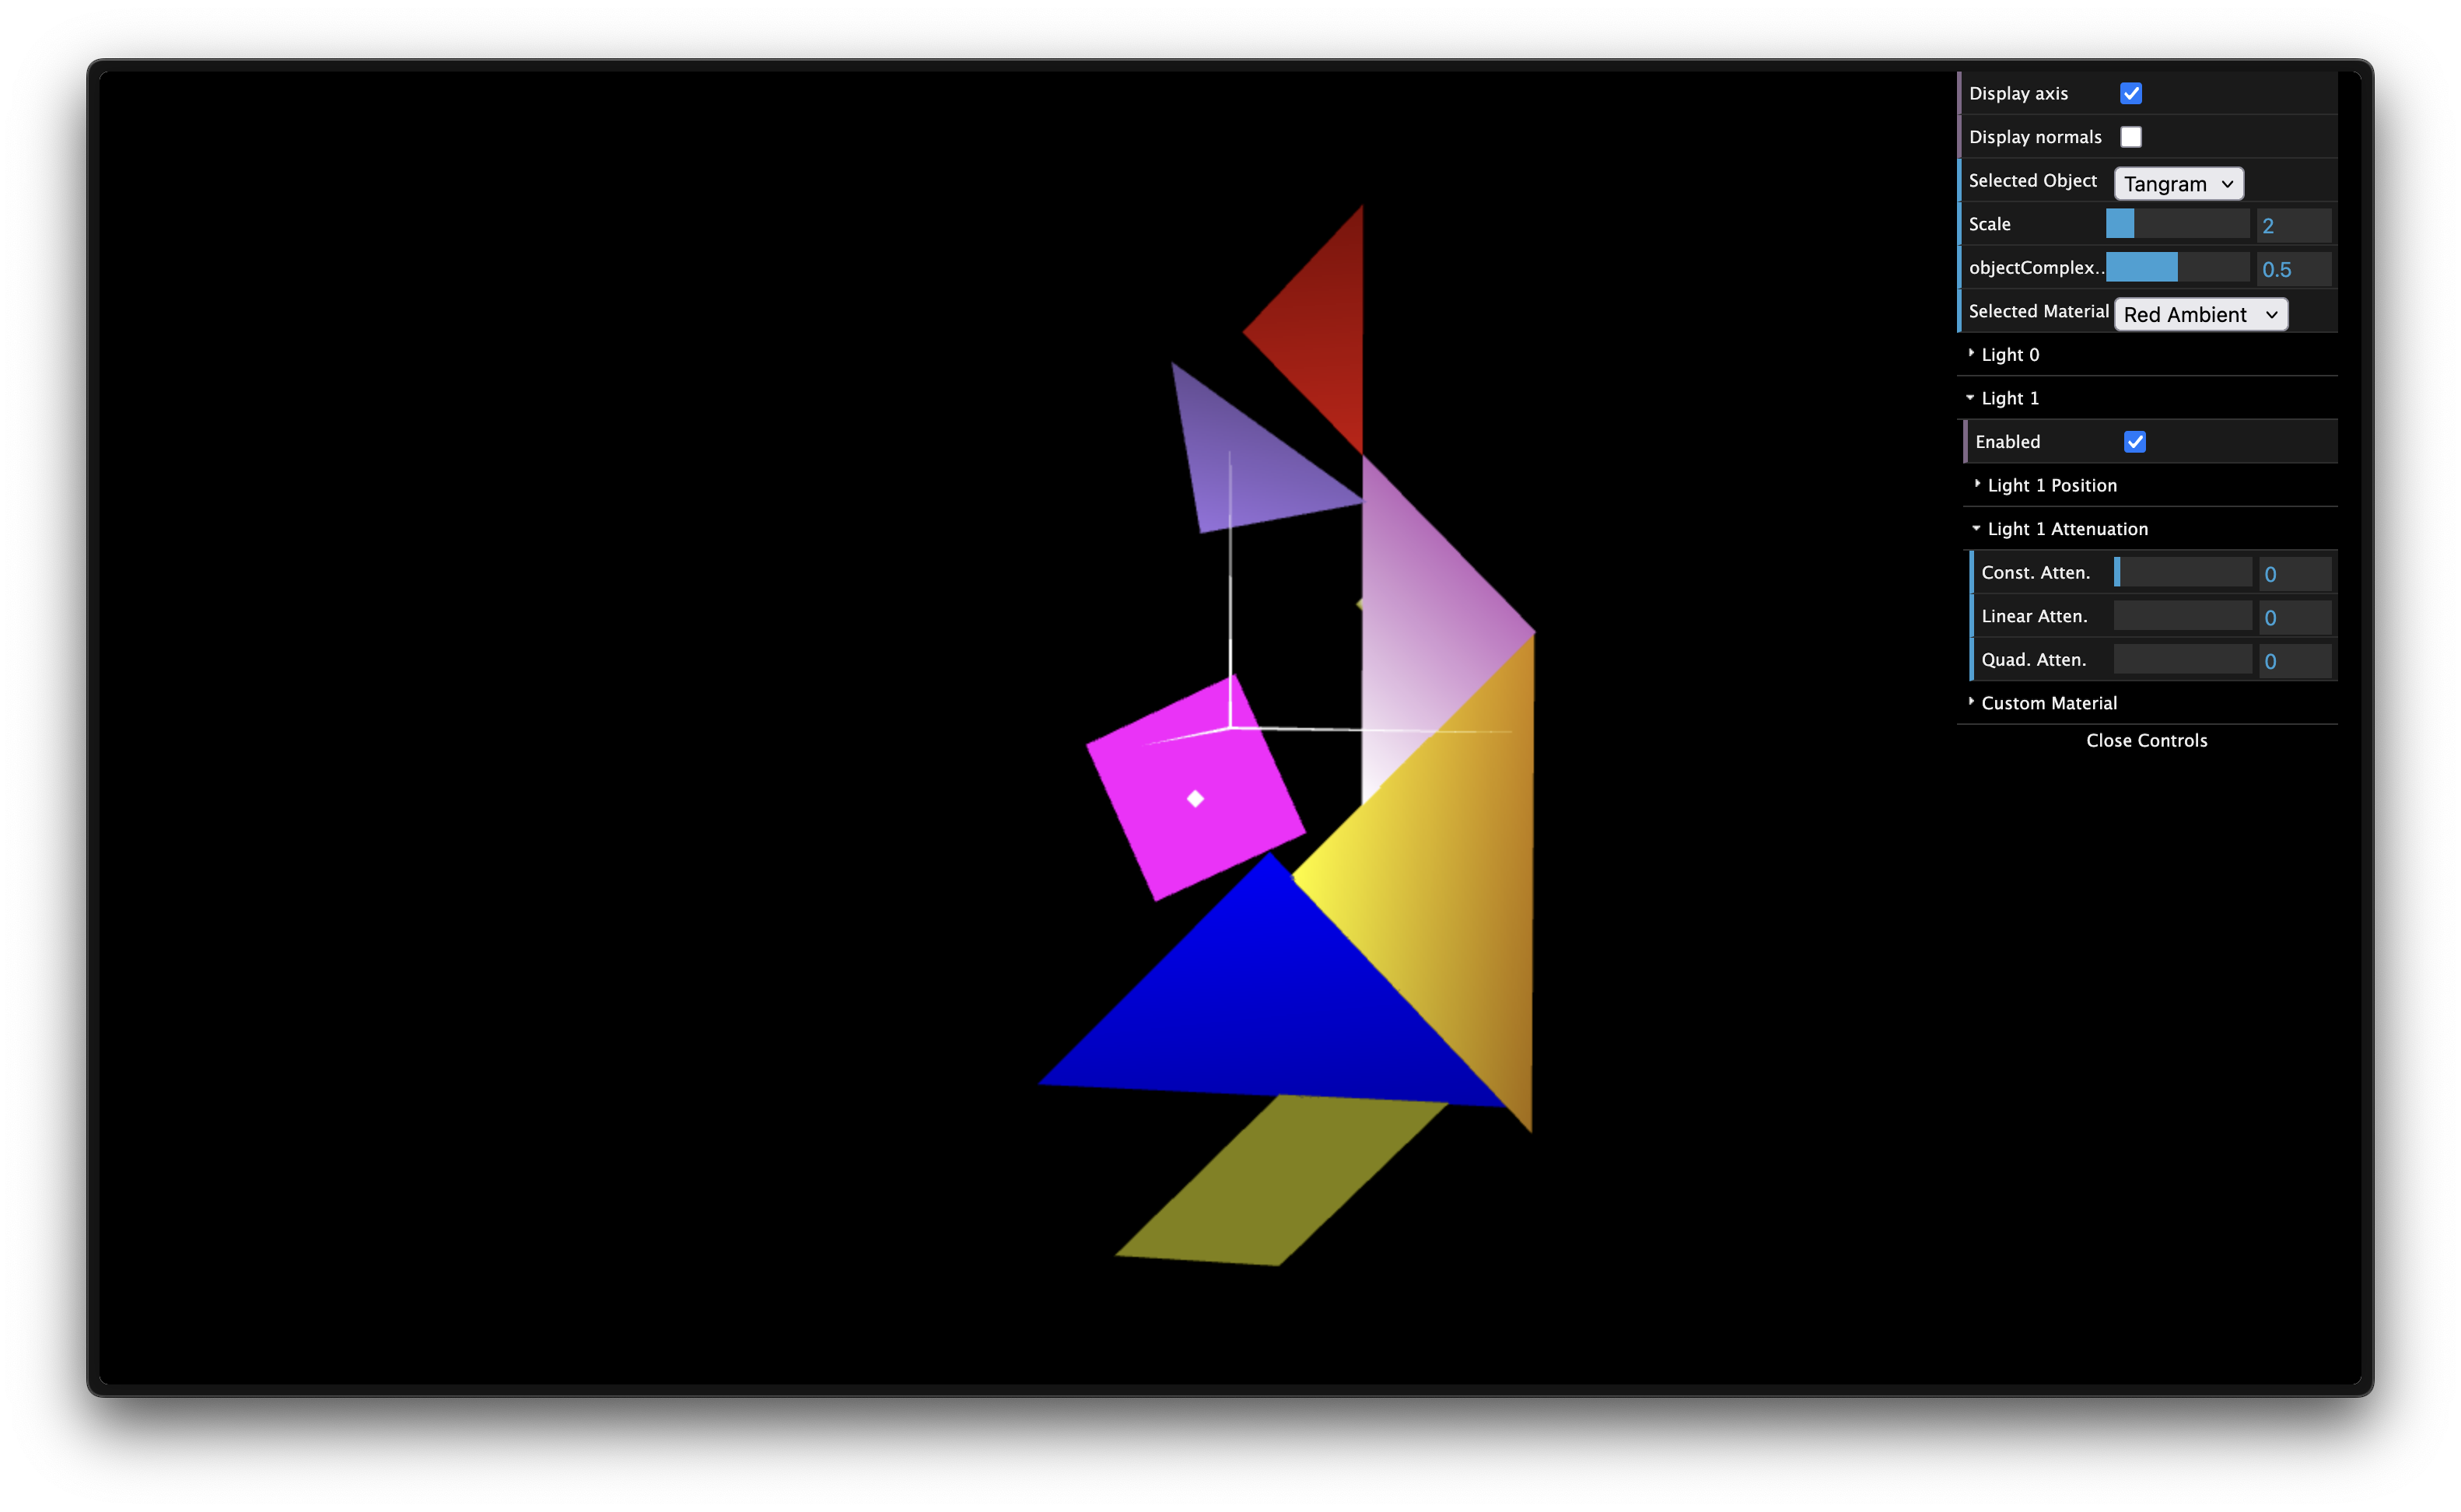 Display axis
Display normals
Selected Object Tangram
Scale 2
objectComplex.. 0.5
Selected Material Red Ambient
Light 0
Light 1
Enabled
Light 1 Position
Light 1 Attenuation
Const. Atten. 0
Linear Atten. 0
Quad. Atten. 0
Custom Material
Close Controls